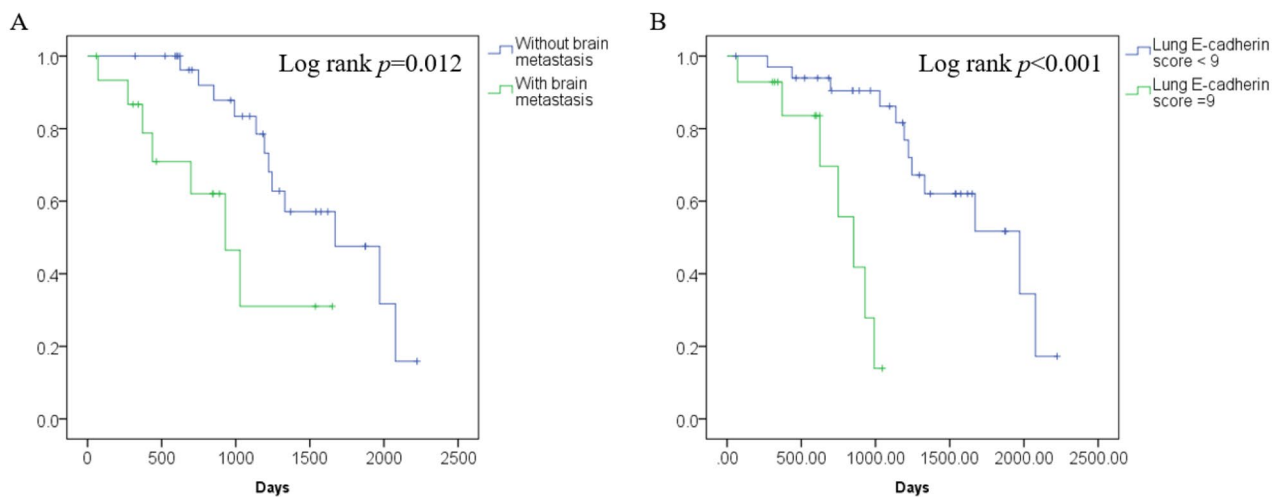 A
Log rank p=0.012
Without brain
metastasis
With brain
metastasis
1.0
0.8
0.6
0.4
0.2
0.0
0
500
1000
1500
2000
2500
Days
B
Log rank p<0.001
Lung E-cadherin
score < 9
Lung E-cadherin
score =9
1.0
0.8
0.6
0.4
0.2
0.0
.00
500.00
1000.00
1500.00
2000.00
2500.00
Days